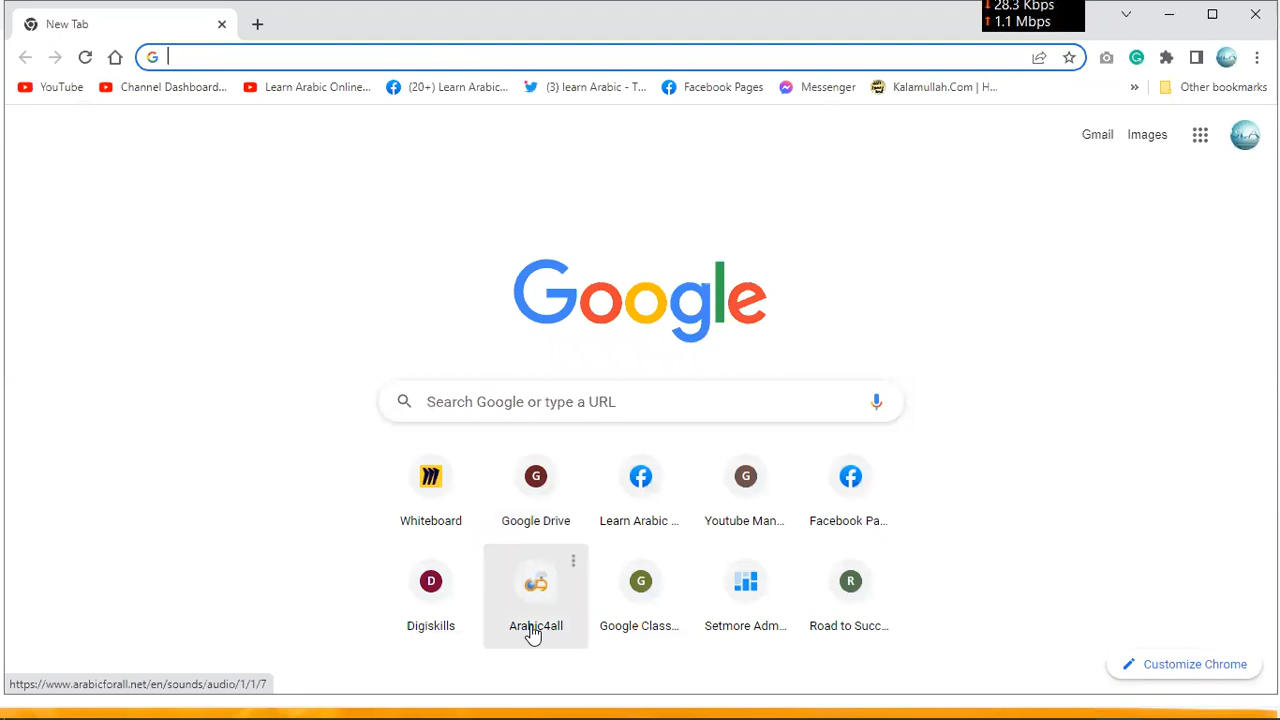 28.3 Kbps
1.1 Mbps
New Tab
YouTube
Channel Dashboard...
Learn Arabic Online...
(20+) Learn Arabic...
(3) learn Arabic - T...
Facebook Pages
Messenger
Kalamullah.Com | H...
»
Other bookmarks
Gmail
Images
Google
Search Google or type a URL
G
G
Whiteboard
Google Drive
Learn Arabic ...
Youtube Man...
Facebook Pa...
D
G
R
Digiskills
Arabic4all
Google Class...
Setmore Adm...
Road to Succ...
Customize Chrome
https://www.arabicforall.net/en/sounds/audio/1/1/7